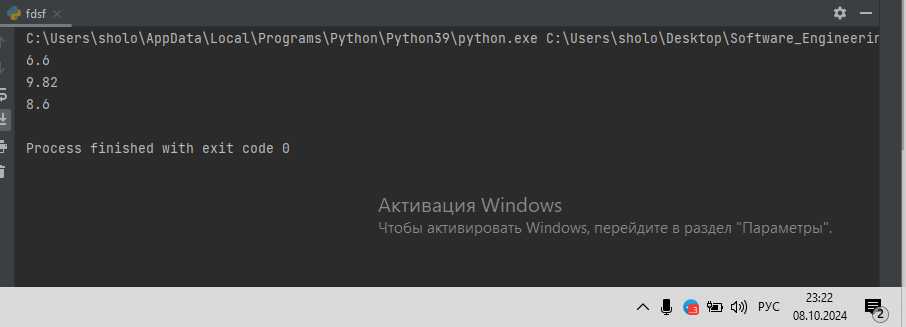 fdsf
C:\Users\sholo\AppData\Local\Programs\Python\Python39\python.exe C:\Users\sholo\Desktop\Software_Engineerin
6.6
9.82
8.6
Process finished with exit code 0
Активация Windows
Чтобы активировать Windows, перейдите в раздел "Параметры".
РУС
23:22
08.10.2024
2